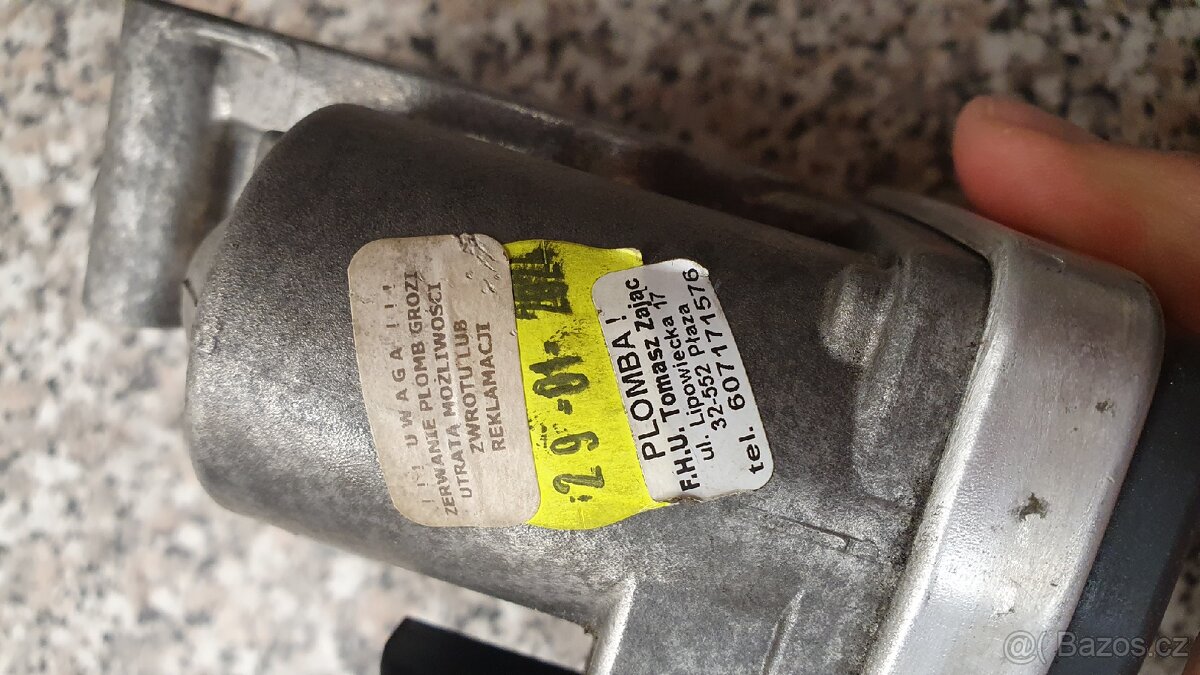 ! ! ! U W A G A ! ! !
ZERWANIE PLOMB GROZI
UTRATĄ MOŻLIWOŚCI
ZWROTU LUB
REKLAMACJI
29 -01-
PLOMBA !
F.H.U. Tomasz Zając
ul. Lipowiecka 17
32-552 Płaza
tel. 607171576
Bazos.cz